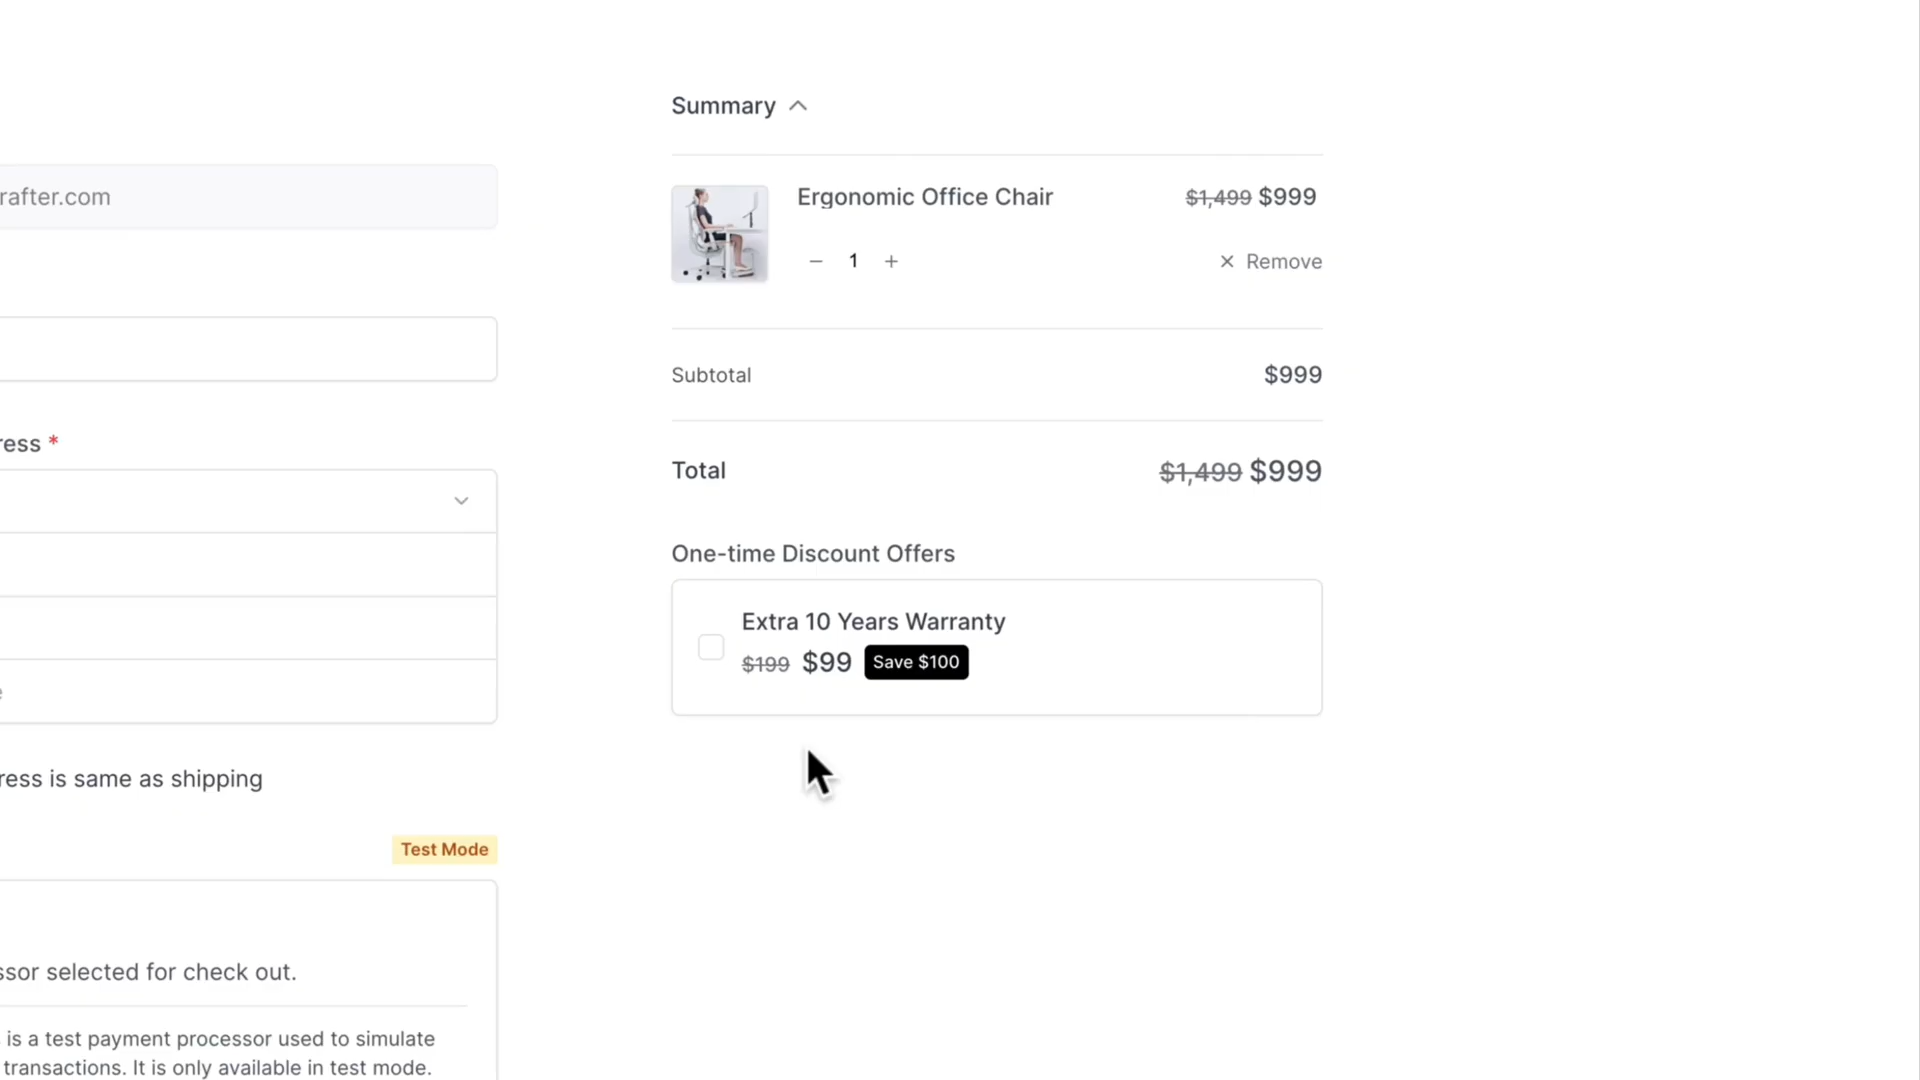 rafter.com
ress *
ress is same as shipping
Test Mode
ssor selected for check out.
is a test payment processor used to simulate
transactions. It is only available in test mode.
Summary
Ergonomic Office Chair
$1,499 $999
1
Remove
Subtotal
$999
Total
$1,499 $999
One-time Discount Offers
Extra 10 Years Warranty
$199 $99 Save $100